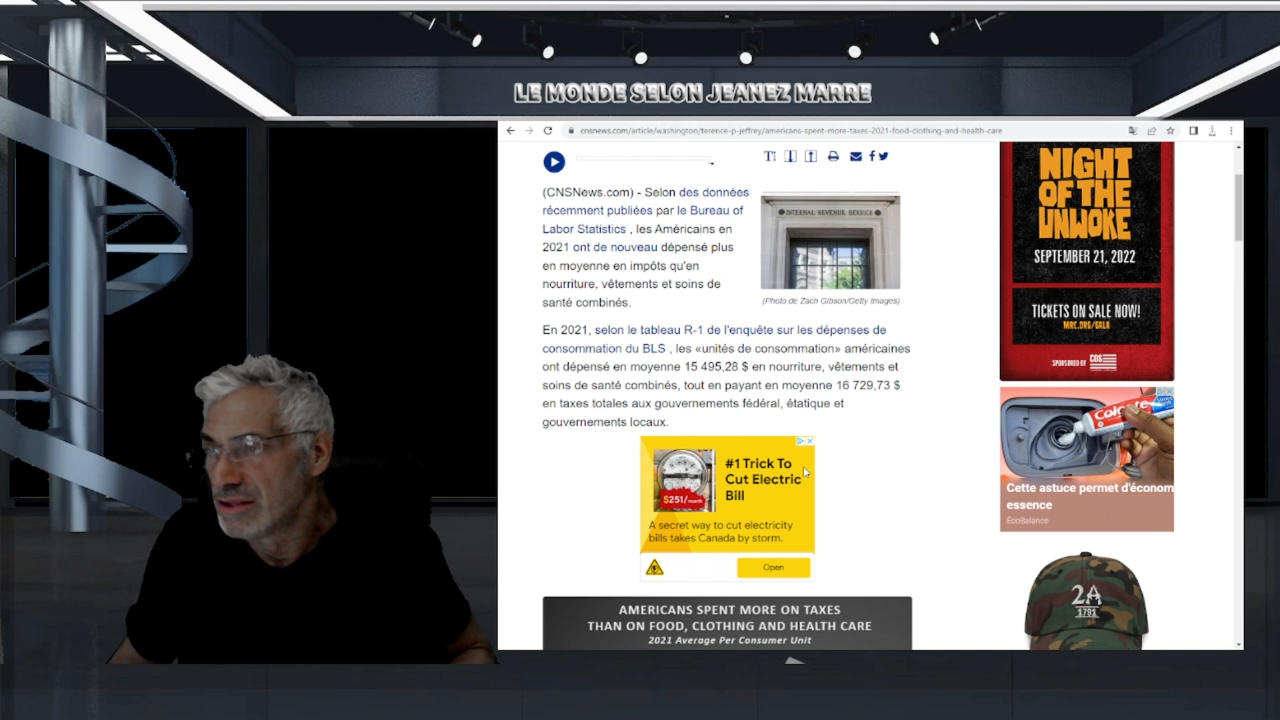 LE MONDE SELON JEANEZ MARRE
cnsnews.com/article/washington/terence-p-jeffrey/americans-spent-more-taxes-2021-food-clothing-and-health-care
(CNSNews.com) - Selon des données
récemment publiées par le Bureau of
Labor Statistics , les Américains en
2021 ont de nouveau dépensé plus
en moyenne en impôts qu'en
nourriture, vêtements et soins de
santé combinés.
INTERNAL REVENUE SERVICE
(Photo de Zach Gibson/Getty Images)
En 2021, selon le tableau R-1 de l'enquête sur les dépenses de
consommation du BLS , les «unités de consommation» américaines
ont dépensé en moyenne 15 495,28 $ en nourriture, vêtements et
soins de santé combinés, tout en payant en moyenne 16 729,73 $
en taxes totales aux gouvernements fédéral, étatique et
gouvernements locaux.
#1 Trick To
Cut Electric
Bill
$251/month
A secret way to cut electricity
bills takes Canada by storm.
Open
AMERICANS SPENT MORE ON TAXES
THAN ON FOOD, CLOTHING AND HEALTH CARE
2021 Average Per Consumer Unit
NIGHT
OF THE
UNWOKE
SEPTEMBER 21, 2022
TICKETS ON SALE NOW!
MRC.ORG/GALA
SPONSORED BY
Colgate
Cette astuce permet d'économ
essence
EcoBalance
2A
1791